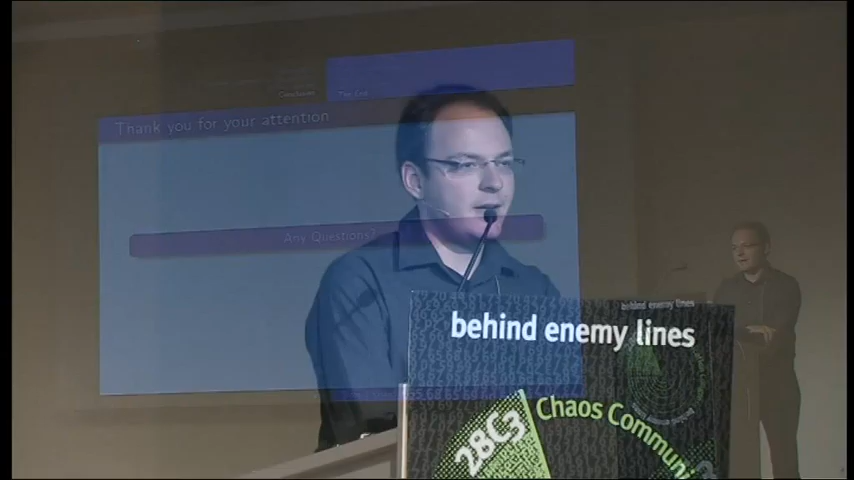 Conclusion The End
Thank you for your attention
Any Questions?
behind enemy lines
behind enemy lines
28C3
Chaos Communi